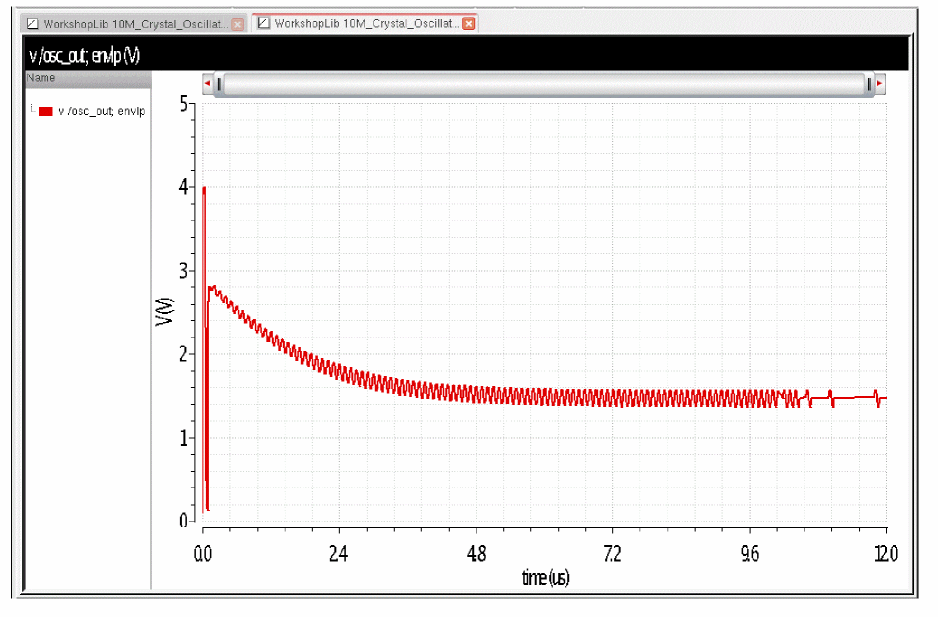 WorkshopLib 10M_Crystal_Oscillat...
WorkshopLib 10M_Crystal_Oscillat...
v /osc_out; envlp (V)
Name
v /osc_out; envlp
5
4
3
2
1
0
V (V)
0.0
2.4
4.8
7.2
9.6
12.0
time (us)